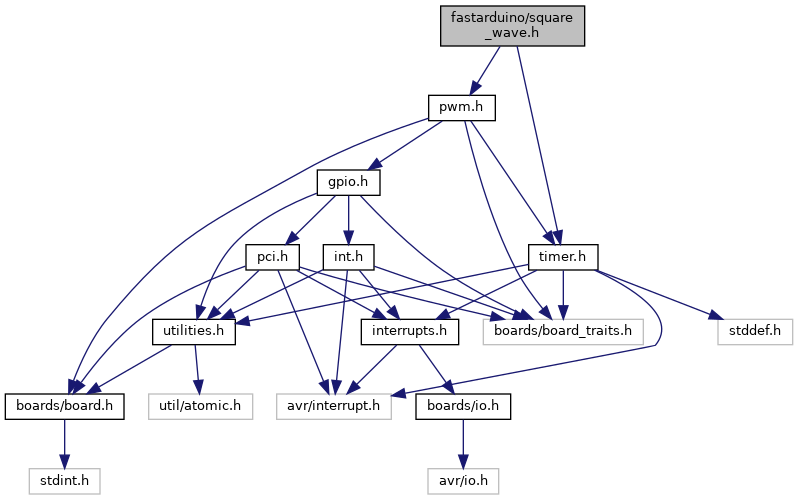 fastarduino/square
_wave.h
pwm.h
gpio.h
pci.h
int.h
timer.h
utilities.h
interrupts.h
boards/board_traits.h
stddef.h
boards/board.h
util/atomic.h
avr/interrupt.h
boards/io.h
stdint.h
avr/io.h